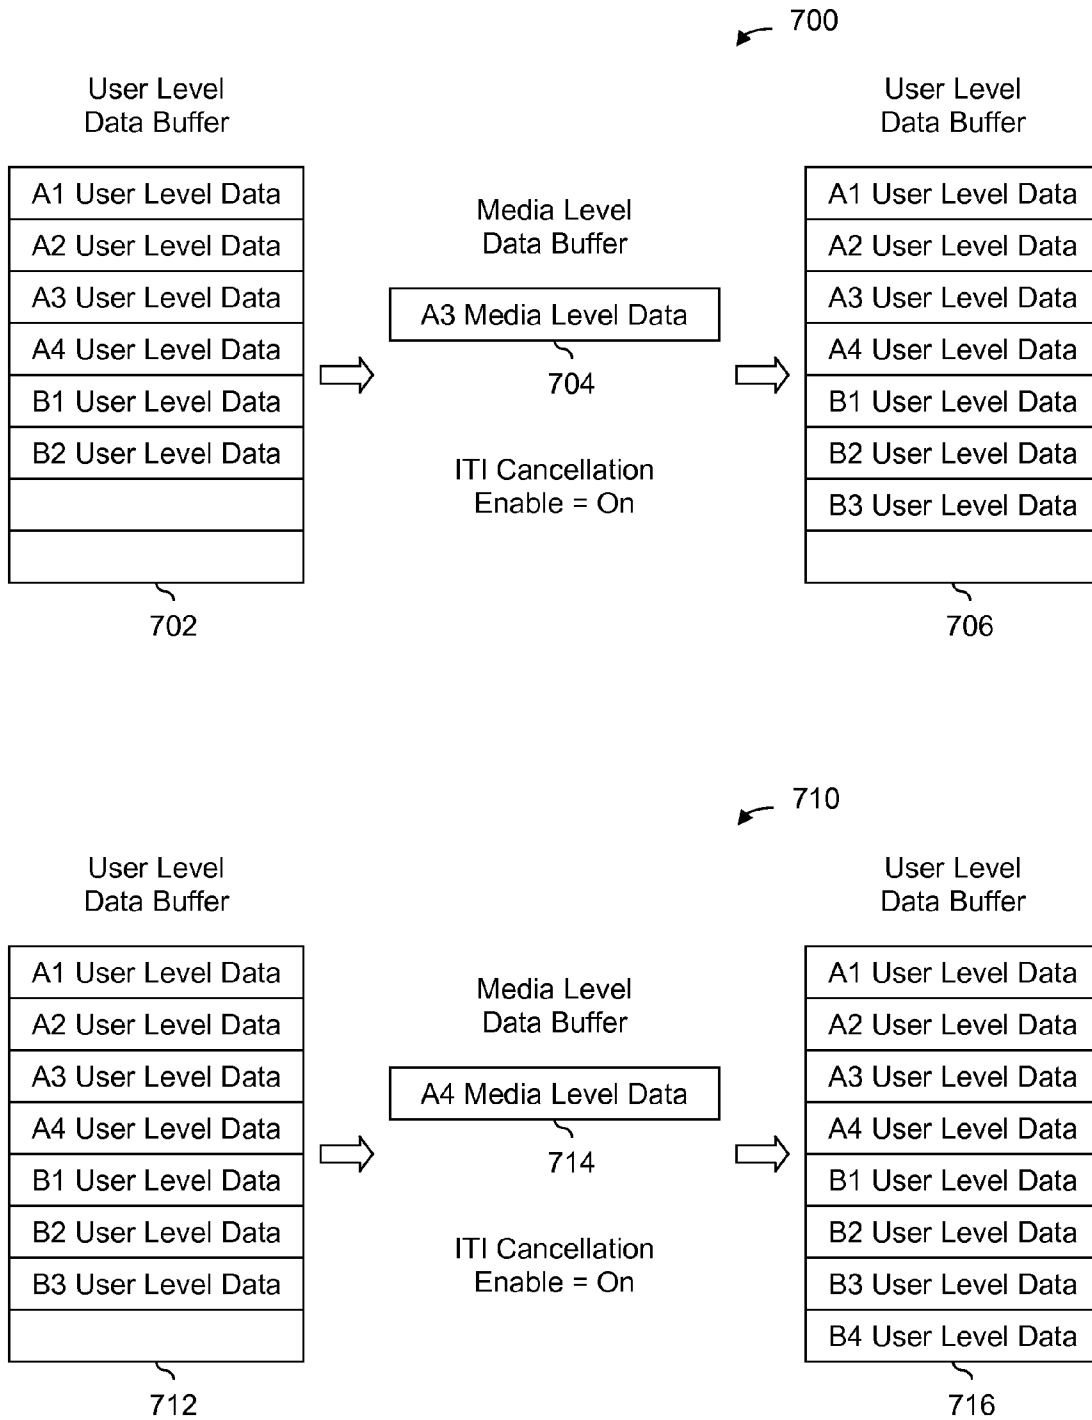 700
User Level
Data Buffer
A1 User Level Data
A2 User Level Data
A3 User Level Data
A4 User Level Data
B1 User Level Data
B2 User Level Data
702
Media Level
Data Buffer
A3 Media Level Data
704
ITI Cancellation
Enable = On
User Level
Data Buffer
A1 User Level Data
A2 User Level Data
A3 User Level Data
A4 User Level Data
B1 User Level Data
B2 User Level Data
B3 User Level Data
706
710
User Level
Data Buffer
A1 User Level Data
A2 User Level Data
A3 User Level Data
A4 User Level Data
B1 User Level Data
B2 User Level Data
B3 User Level Data
712
Media Level
Data Buffer
A4 Media Level Data
714
ITI Cancellation
Enable = On
User Level
Data Buffer
A1 User Level Data
A2 User Level Data
A3 User Level Data
A4 User Level Data
B1 User Level Data
B2 User Level Data
B3 User Level Data
B4 User Level Data
716